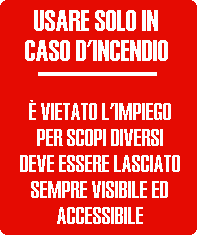 USARE SOLO IN
CASO D'INCENDIO
È VIETATO L'IMPIEGO
PER SCOPI DIVERSI
DEVE ESSERE LASCIATO
SEMPRE VISIBILE ED
ACCESSIBILE